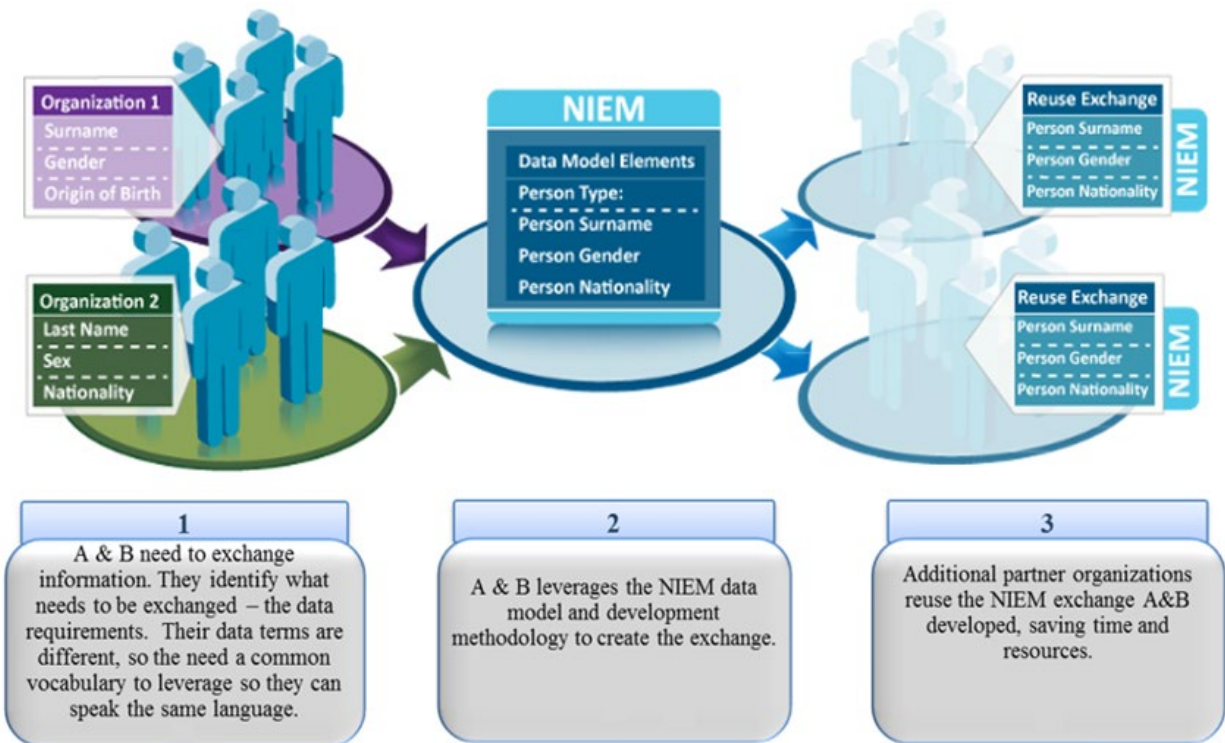 Organization 1
Surname
Gender
Origin of Birth
Organization 2
Last Name
Sex
Nationality
NIEM
Data Model Elements
Person Type:
Person Surname
Person Gender
Person Nationality
Reuse Exchange
Person Surname
Person Gender
Person Nationality
NIEM
Reuse Exchange
Person Surname
Person Gender
Person Nationality
NIEM
1
A & B need to exchange
information. They identify what
needs to be exchanged – the data
requirements. Their data terms are
different, so the need a common
vocabulary to leverage so they can
speak the same language.
2
A & B leverages the NIEM data
model and development
methodology to create the exchange.
3
Additional partner organizations
reuse the NIEM exchange A&B
developed, saving time and
resources.